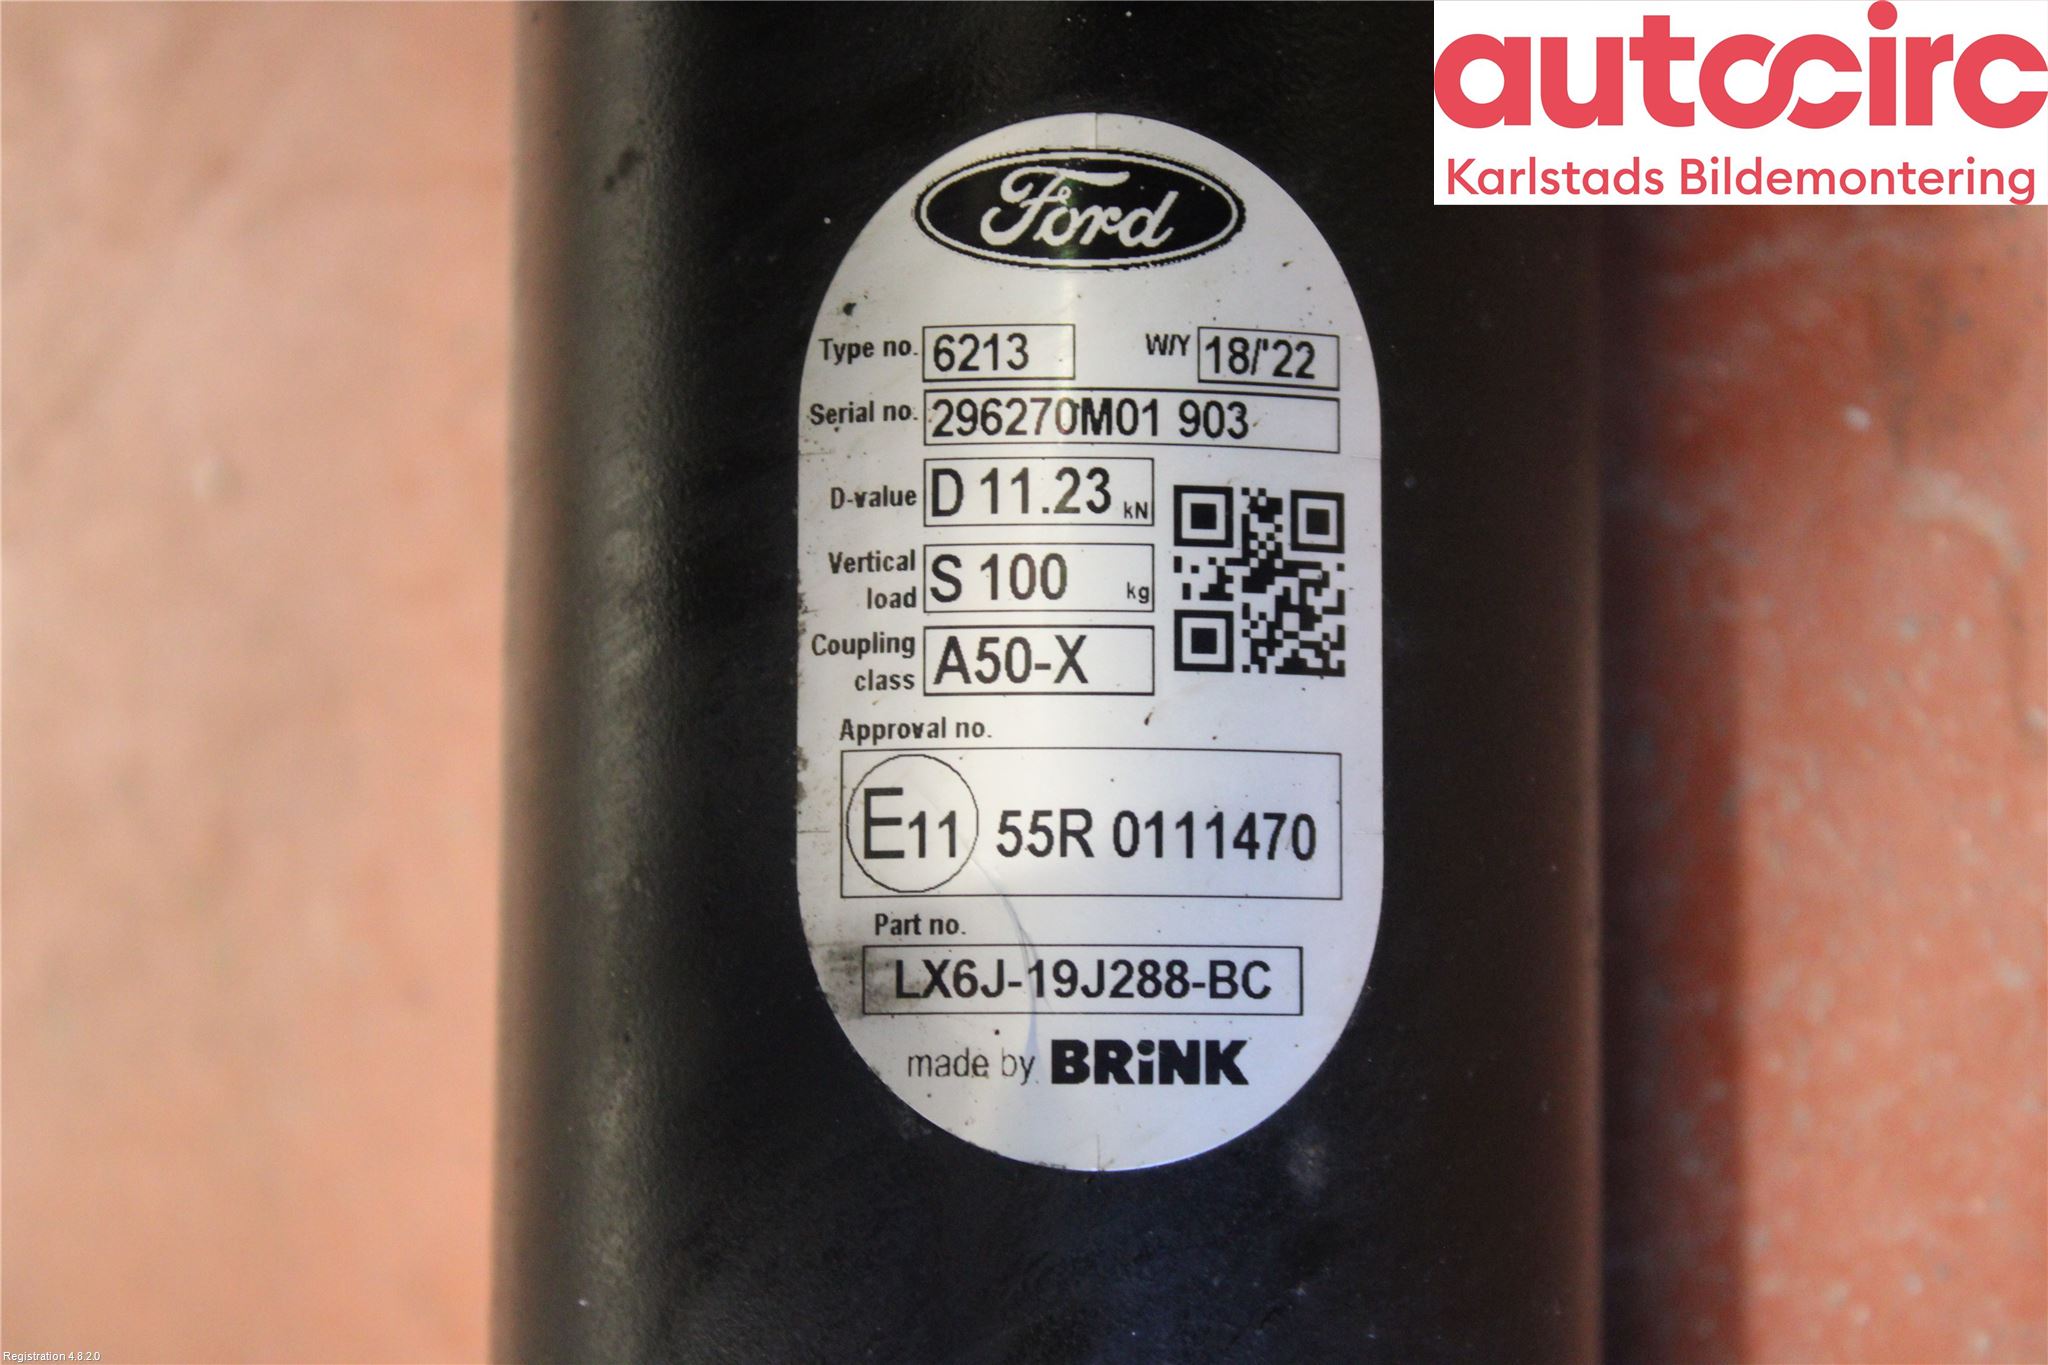 autocirc
Karlstads Bildemontering
Ford
Type no. 6213 W/Y 18/'22
Serial no. 296270M01 903
D-value D 11.23 kN
Vertical load S 100 kg
Coupling class A50-X
Approval no.
E11 55R 0111470
Part no.
LX6J-19J288-BC
made by BRiNK
Registration 4.8.2.0